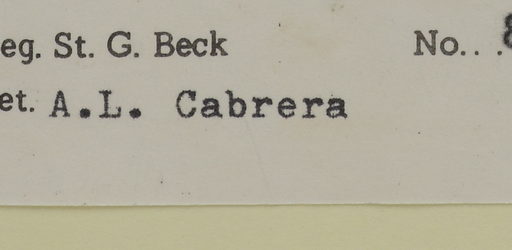 eg. St. G. Beck No.. .
et. A.L. Cabrera